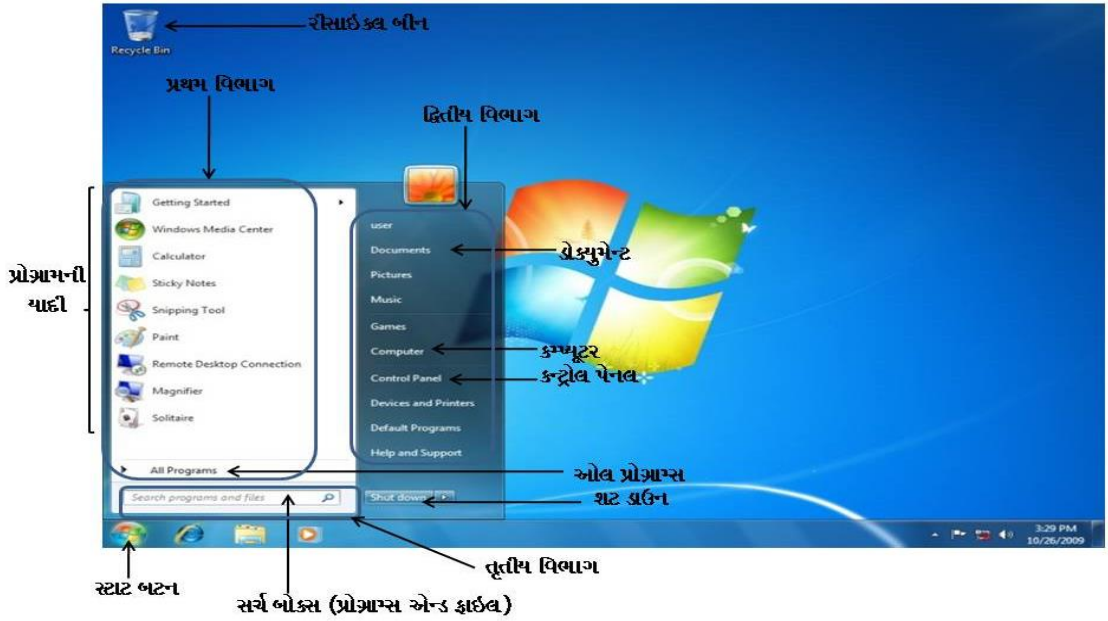 Recycle Bin
રીસાઇકલ બીન
પ્રથમ વિભાગ
દ્વિતીય વિભાગ
પ્રોગ્રામની
યાદી
Getting Started
Windows Media Center
Calculator
Sticky Notes
Snipping Tool
Paint
Remote Desktop Connection
Magnifier
Solitaire
All Programs
Search programs and files
user
Documents
ડોક્યુમેન્ટ
Pictures
Music
Games
Computer
કમ્પ્યૂટર
Control Panel
કન્ટ્રોલ પેનલ
Devices and Printers
Default Programs
Help and Support
ઓલ પ્રોગ્રામ્સ
Shut down
શટ ડાઉન
3:29 PM
10/26/2009
તૃતીય વિભાગ
સ્ટાટ બટન
સર્ચ બોક્સ (પ્રોગ્રામ્સ એન્ડ ફાઇલ)